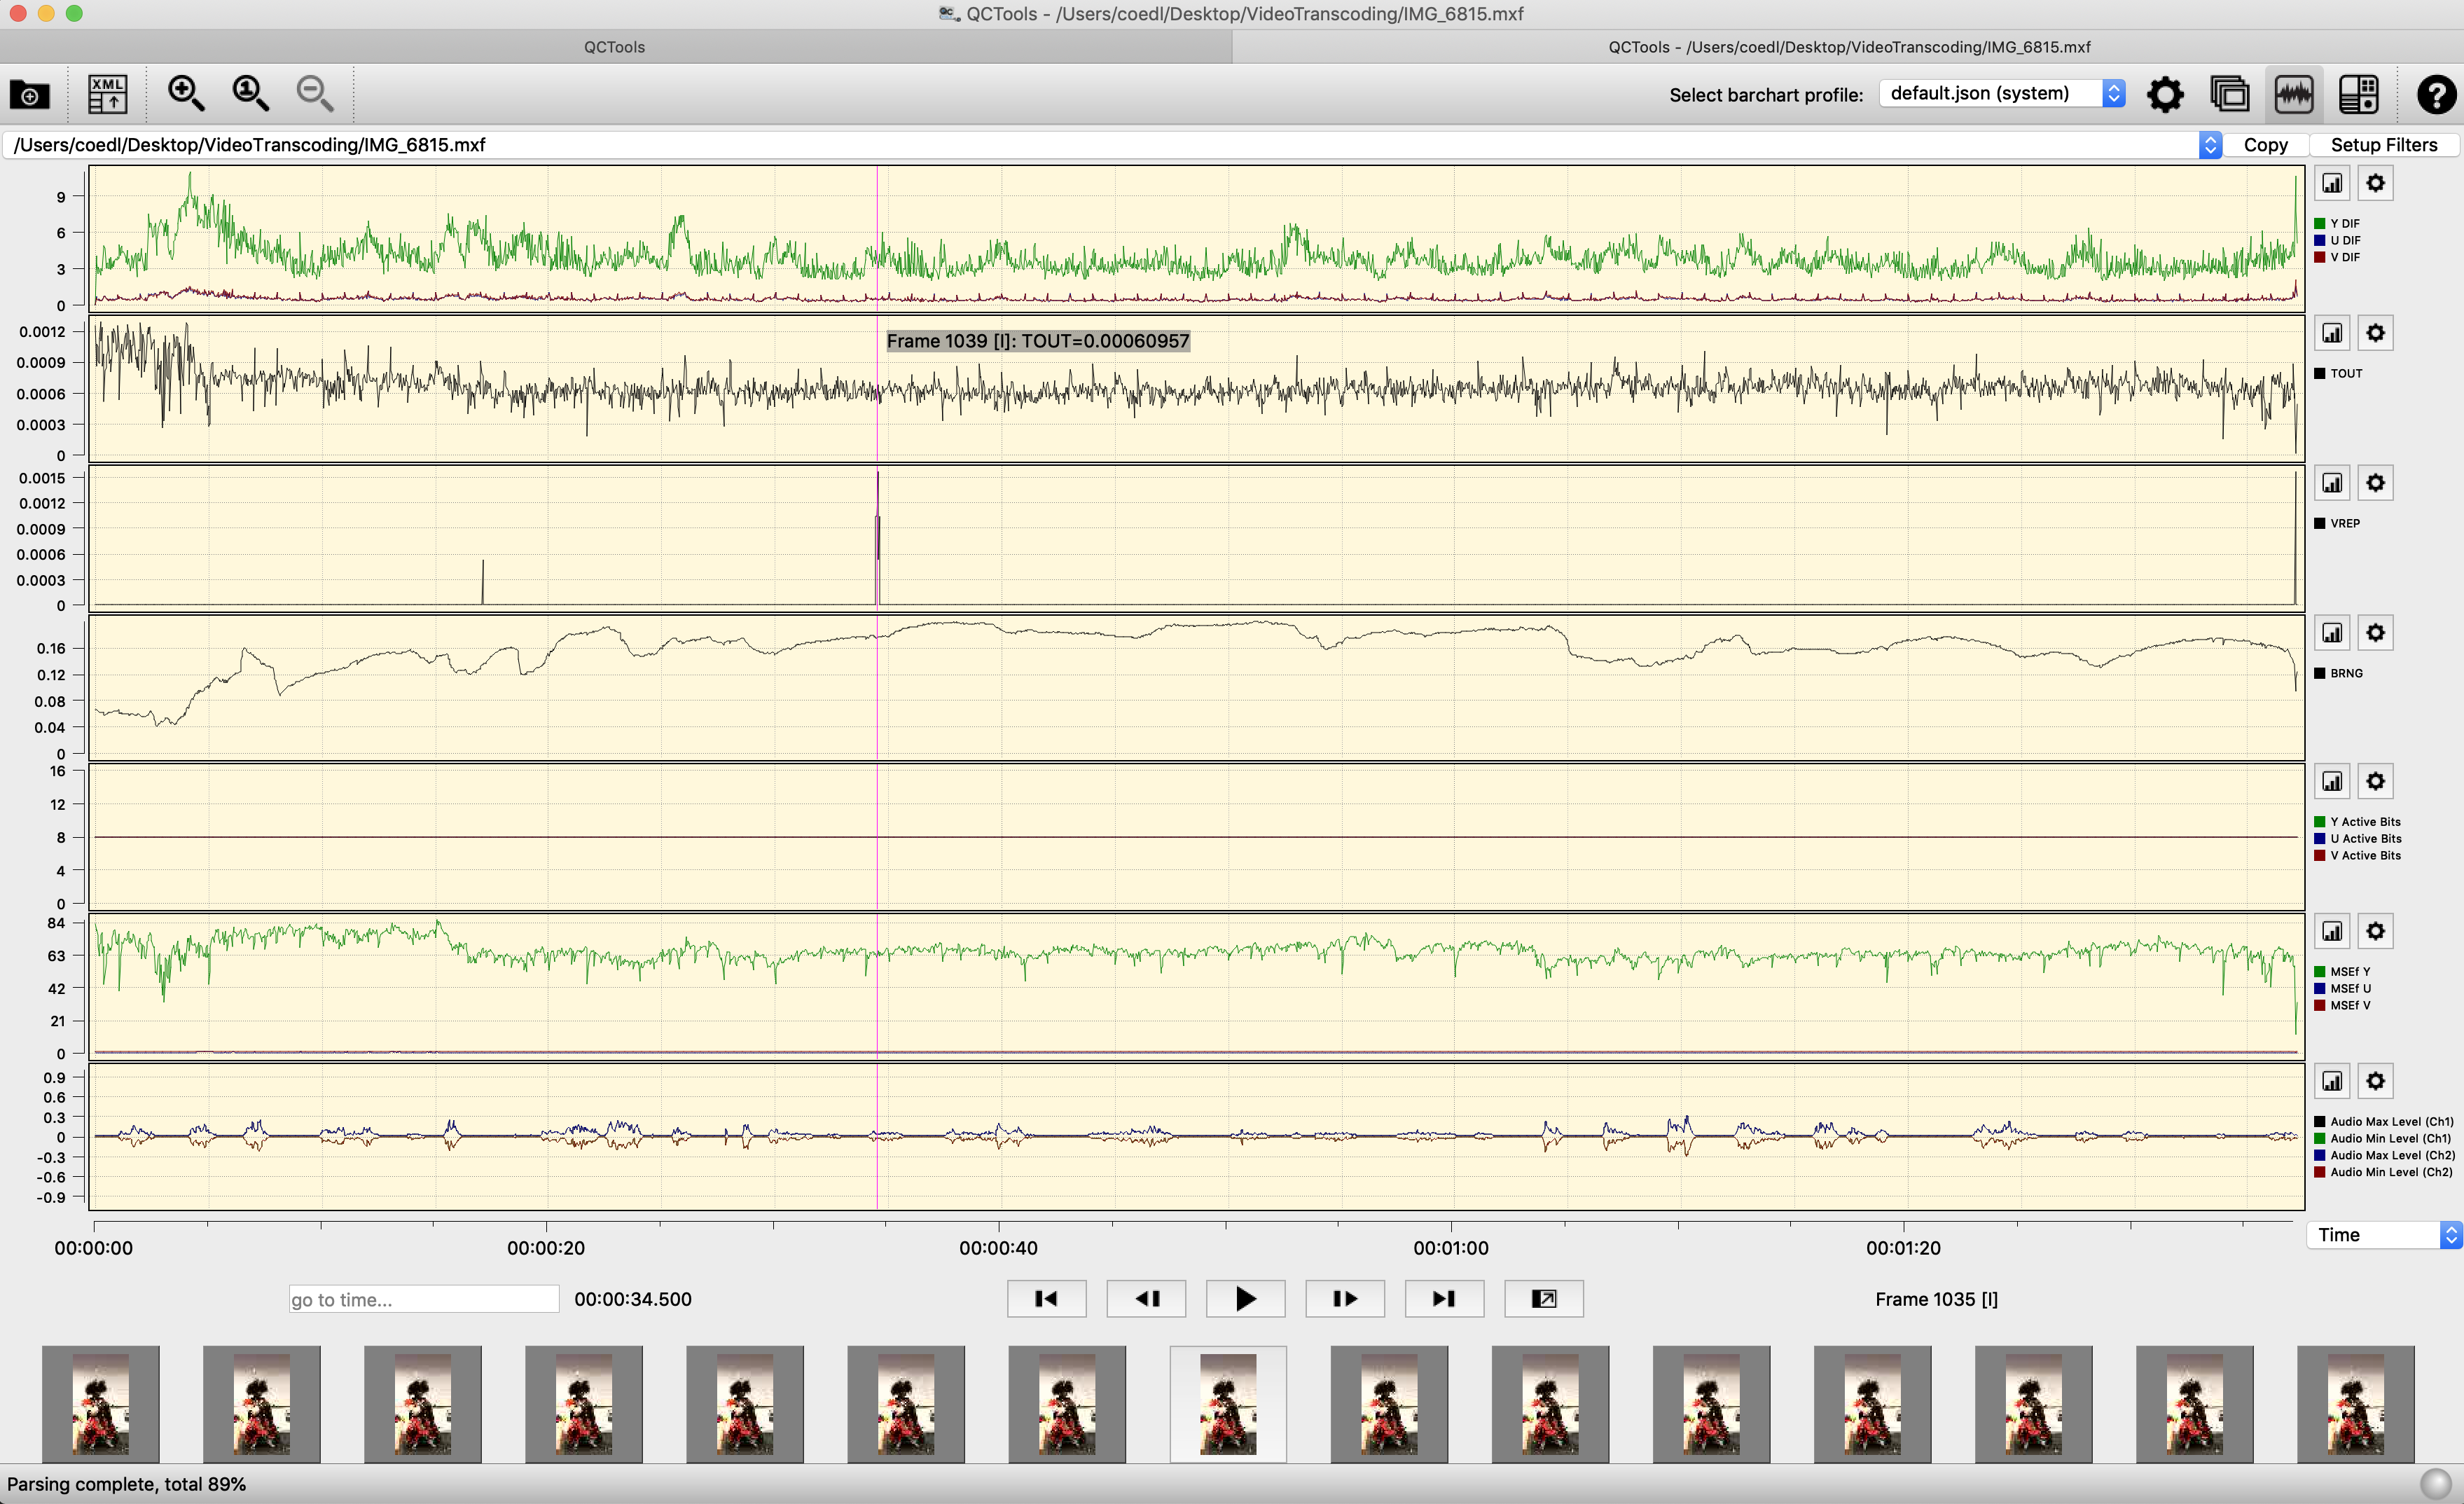 QCTools - /Users/coedl/Desktop/VideoTranscoding/IMG_6815.mxf
QCTools
QCTools - /Users/coedl/Desktop/VideoTranscoding/IMG_6815.mxf
XML
1
Select barchart profile:
default.json (system)
?
/Users/coedl/Desktop/VideoTranscoding/IMG_6815.mxf
Copy
Setup Filters
9
6
3
0
Y DIF
U DIF
V DIF
0.0012
0.0009
0.0006
0.0003
0
Frame 1039 [I]: TOUT=0.00060957
TOUT
0.0015
0.0012
0.0009
0.0006
0.0003
0
VREP
0.16
0.12
0.08
0.04
0
BRNG
16
12
8
4
0
Y Active Bits
U Active Bits
V Active Bits
84
63
42
21
0
MSEf Y
MSEf U
MSEf V
0.9
0.6
0.3
0
-0.3
-0.6
-0.9
Audio Max Level (Ch1)
Audio Min Level (Ch1)
Audio Max Level (Ch2)
Audio Min Level (Ch2)
00:00:00
00:00:20
00:00:40
00:01:00
00:01:20
Time
go to time...
00:00:34.500
Frame 1035 [I]
Parsing complete, total 89%